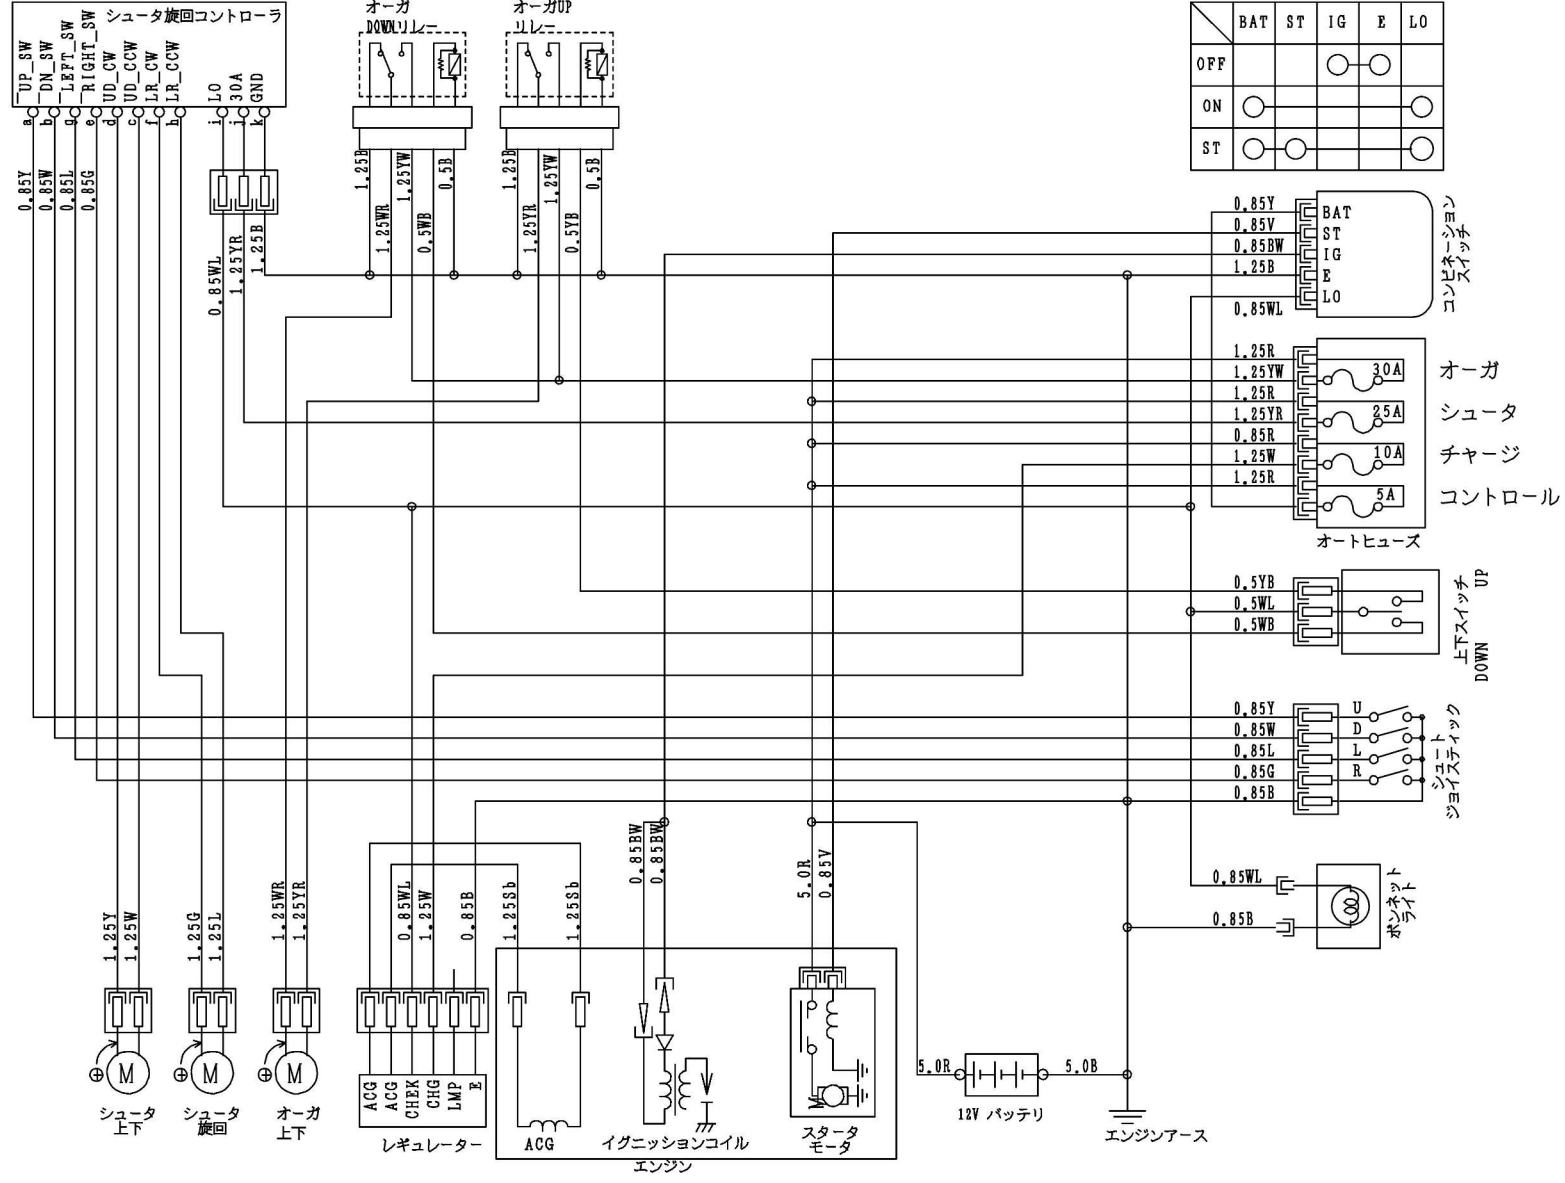 シュータ旋回コントローラ
_UP_SW
_DN_SW
_LEFT_SW
_RIGHT_SW
UD_CW
UD_CCW
LR_CW
LR_CCW
LO
30A
GND
a
b
g
e
d
c
f
h
i
j
k
0.85Y
0.85W
0.85L
0.85G
0.85WL
1.25YR
1.25B
オーガ
DOWNリレー
1.25B
1.25WR
1.25YW
0.5WB
0.5B
オーガUP
リレー
1.25B
1.25YR
1.25YW
0.5YB
0.5B
BAT ST IG E LO
OFF
ON
ST
0.85Y
0.85V
0.85BW
1.25B
0.85WL
BAT
ST
IG
E
LO
コンビネーション
スイッチ
1.25R
1.25YW
1.25R
1.25YR
0.85R
1.25W
1.25R
30A
25A
10A
5A
オーガ
シュータ
チャージ
コントロール
オートヒューズ
0.5YB
0.5WL
0.5WB
上下スイッチ
UP
DOWN
0.85Y
0.85W
0.85L
0.85G
0.85B
U
D
L
R
シュート
ジョイスティック
0.85WL
0.85B
ボンネット
ライト
1.25Y
1.25W
1.25G
1.25L
1.25WR
1.25YR
M
M
M
シュータ
上下
シュータ
旋回
オーガ
上下
0.85WL
1.25W
0.85B
1.25Sb
1.25Sb
ACG
ACG
CHEK
CHG
LMP
E
レギュレーター
0.85BW
0.85BW
5.0R
0.85V
ACG
イグニッションコイル
エンジン
M
スタータ
モータ
5.0R
5.0B
12V バッテリ
エンジンアース